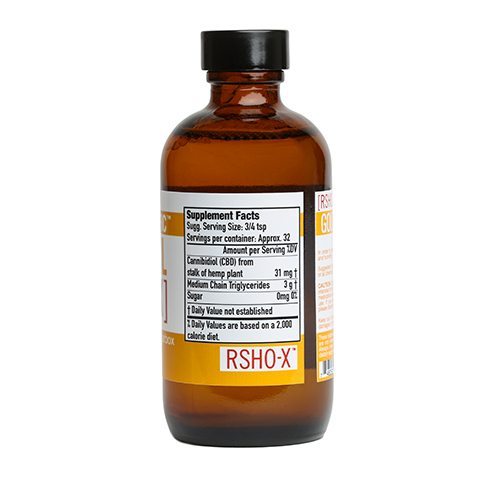 Supplement Facts
Sugg. Serving Size: 3/4 tsp
Servings per container: Approx. 32
Amount per Serving %DV
Cannibidiol (CBD) from
stalk of hemp plant 31 mg †
Medium Chain Triglycerides 3 g †
Sugar 0mg 0%
† Daily Value not established
% Daily Values are based on a 2,000
calorie diet.
RSHO-X™